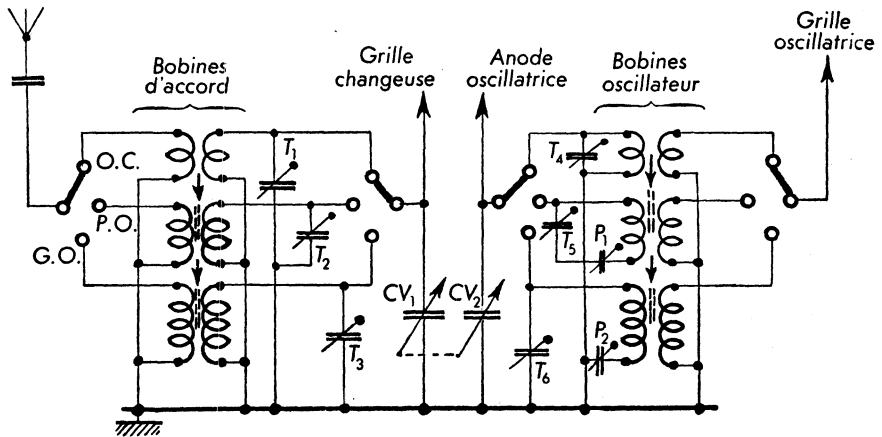 Grille
oscillatrice
Grille
changeuse
Anode
oscillatrice
Bobines
d'accord
Bobines
oscillateur
O.C.
P.O.
G.O.
T1
T2
T3
CV1
CV2
T4
T5
P1
P2
T6